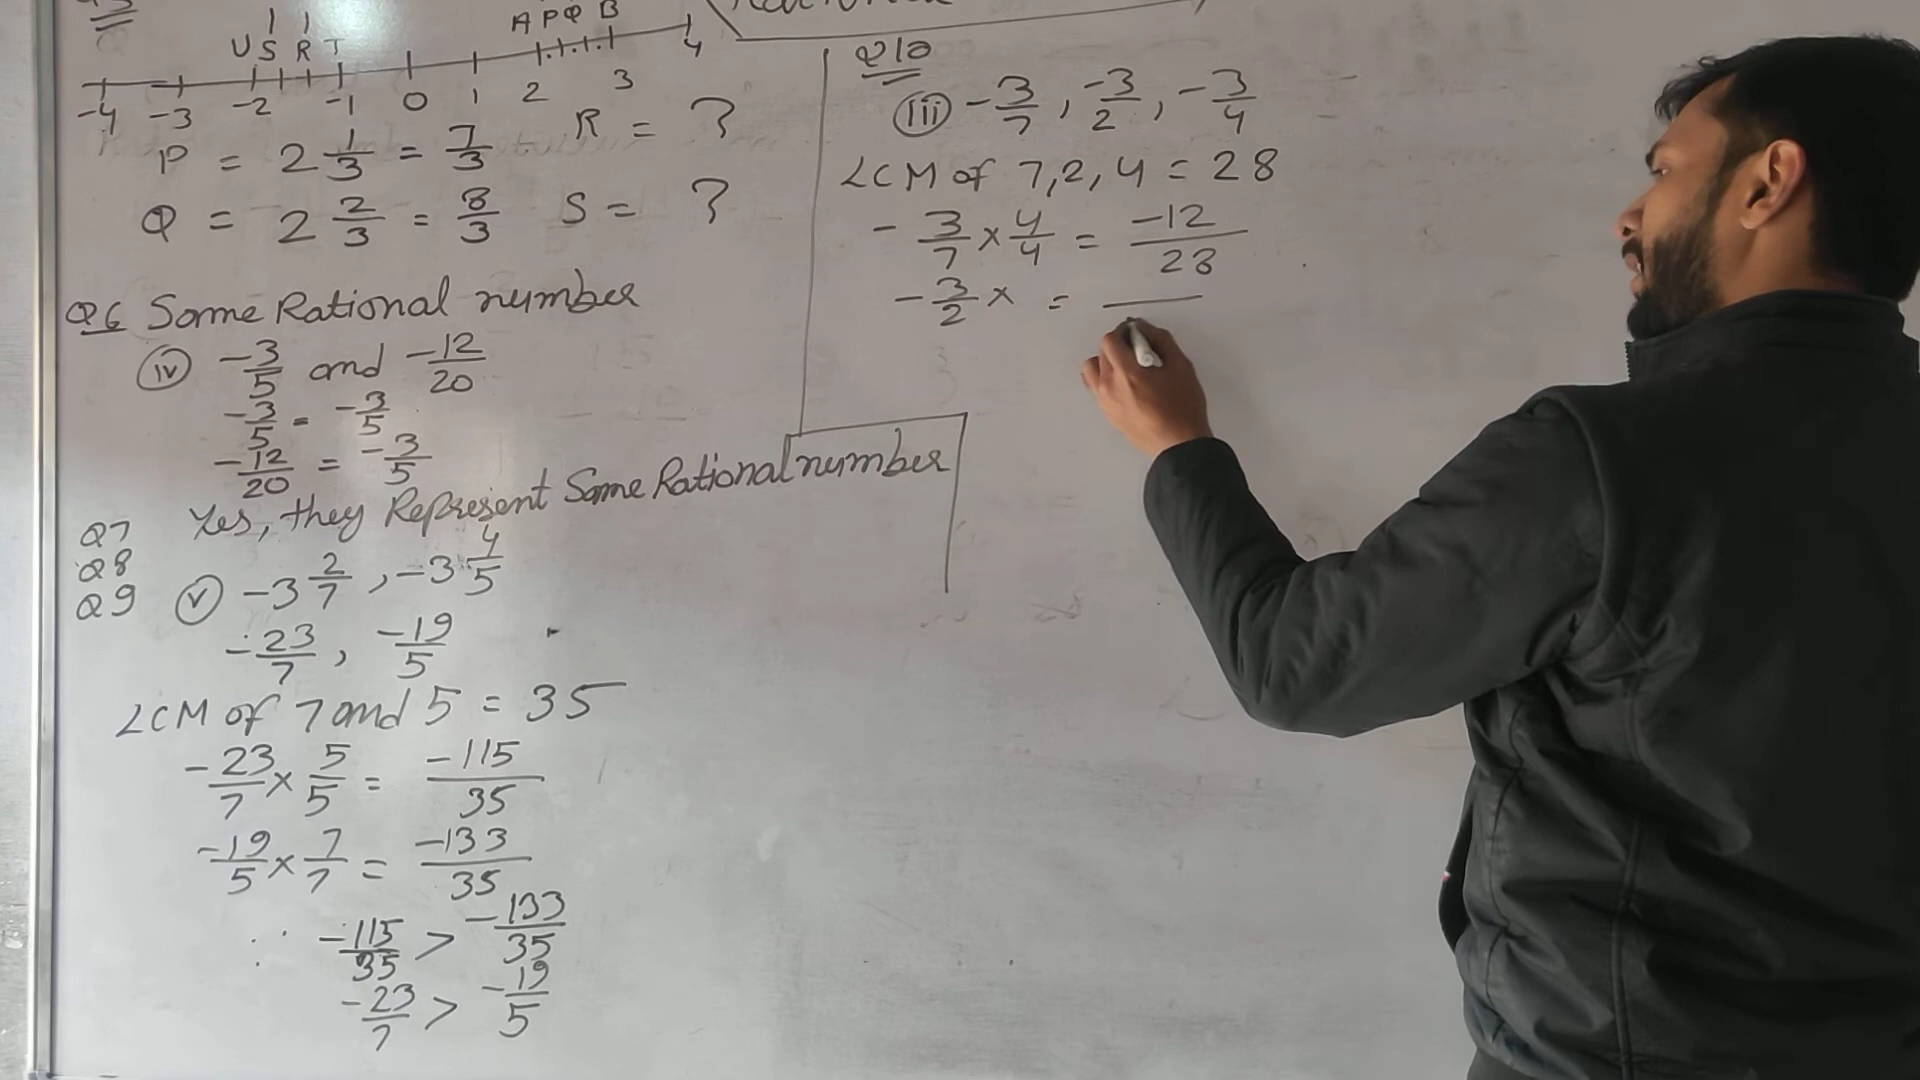 A P Q B
U S R T
-4 -3 -2 -1 0 1 2 3 4
P = 2 1/3 = 7/3 R = ?
Q = 2 2/3 = 8/3 S = ?
Q6 Same Rational number
(iv) -3/5 and -12/20
-3/5 = -3/5
-12/20 = -3/5
Yes, they Represent Same Rational number
Q7
Q8
Q9 (v) -3 2/7, -3 4/5
-23/7, -19/5
LCM of 7 and 5 = 35
-23/7 × 5/5 = -115/35
-19/5 × 7/7 = -133/35
∵ -115/35 > -133/35
-23/7 > -19/5
Q10
(iii) -3/7, -3/2, -3/4
LCM of 7, 2, 4 = 28
-3/7 × 4/4 = -12/28
-3/2 × =